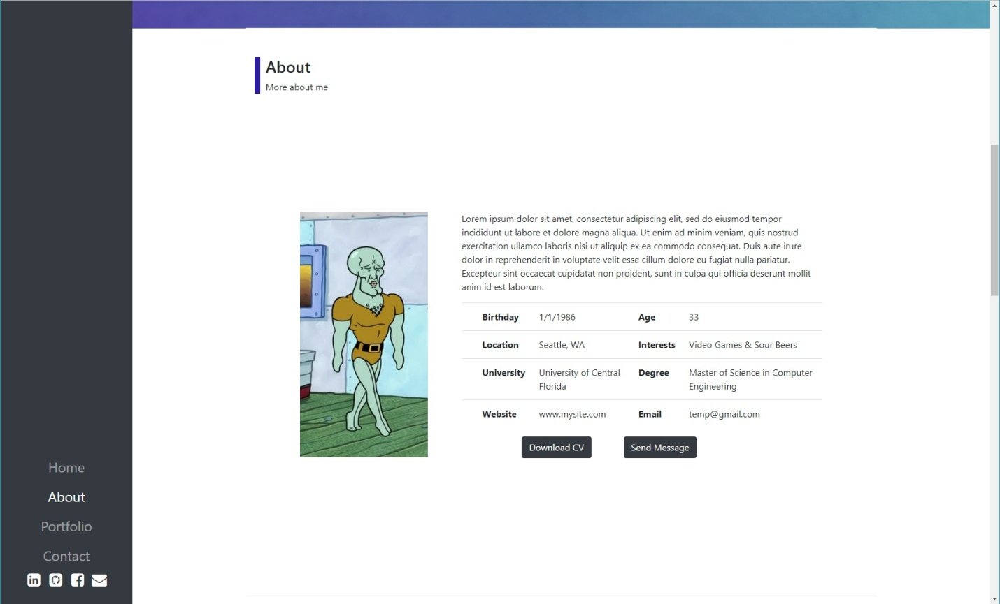 About
More about me
Lorem ipsum dolor sit amet, consectetur adipiscing elit, sed do eiusmod tempor
incididunt ut labore et dolore magna aliqua. Ut enim ad minim veniam, quis nostrud
exercitation ullamco laboris nisi ut aliquip ex ea commodo consequat. Duis aute irure
dolor in reprehenderit in voluptate velit esse cillum dolore eu fugiat nulla pariatur.
Excepteur sint occaecat cupidatat non proident, sunt in culpa qui officia deserunt mollit
anim id est laborum.
Birthday 1/1/1986 Age 33
Location Seattle, WA Interests Video Games & Sour Beers
University University of Central Degree Master of Science in Computer
Florida Engineering
Website www.mysite.com Email temp@gmail.com
Download CV Send Message
Home
About
Portfolio
Contact
in